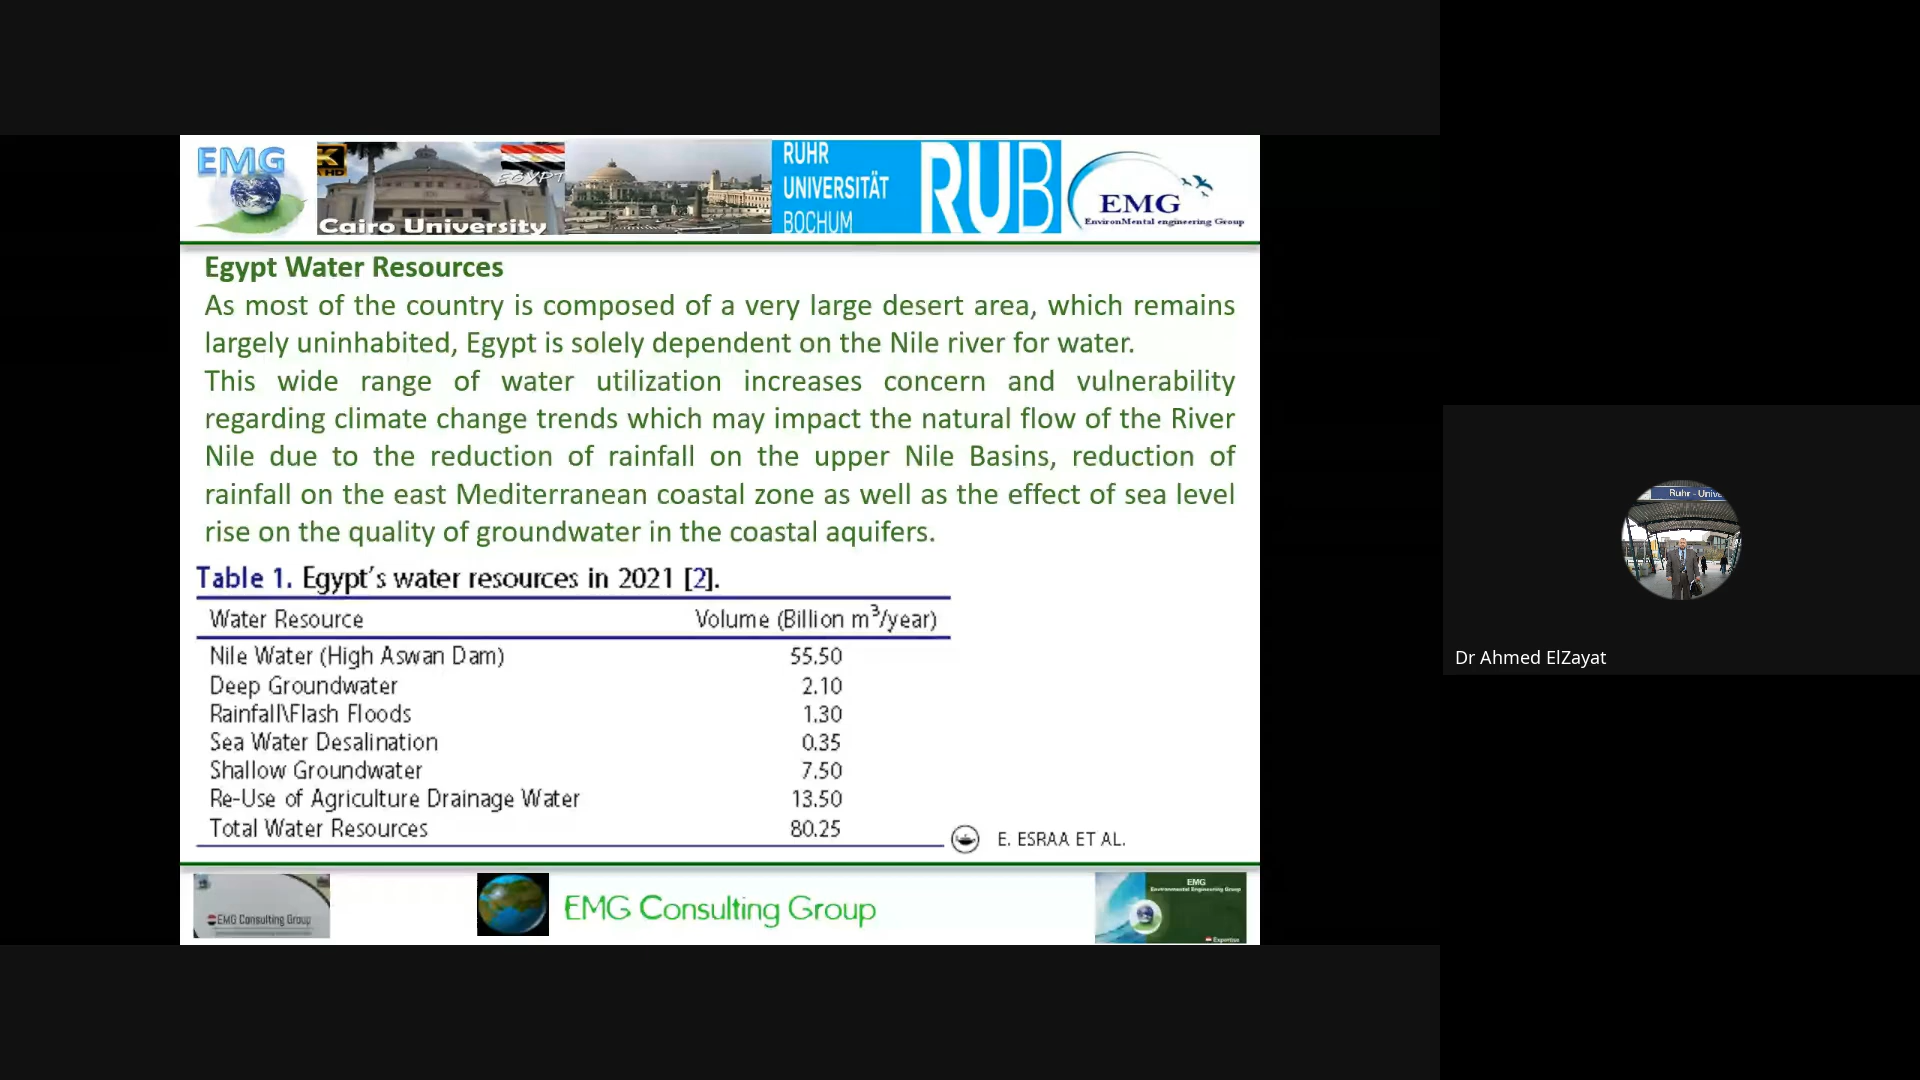 EMG
K
HD
EGYPT
Cairo University
RUHR
UNIVERSITÄT
BOCHUM
RUB
EMG
EnvironMental engineering Group
Egypt Water Resources
As most of the country is composed of a very large desert area, which remains
largely uninhabited, Egypt is solely dependent on the Nile river for water.
This wide range of water utilization increases concern and vulnerability
regarding climate change trends which may impact the natural flow of the River
Nile due to the reduction of rainfall on the upper Nile Basins, reduction of
rainfall on the east Mediterranean coastal zone as well as the effect of sea level
rise on the quality of groundwater in the coastal aquifers.
Table 1. Egypt's water resources in 2021 [2].
Water Resource Volume (Billion m³/year)
Nile Water (High Aswan Dam) 55.50
Deep Groundwater 2.10
Rainfall\Flash Floods 1.30
Sea Water Desalination 0.35
Shallow Groundwater 7.50
Re-Use of Agriculture Drainage Water 13.50
Total Water Resources 80.25
E. ESRAA ET AL.
EMG Consulting Group
EMG Consulting Group
EMG
Environmental Engineering Group
Ruhr - Unive
Dr Ahmed ElZayat